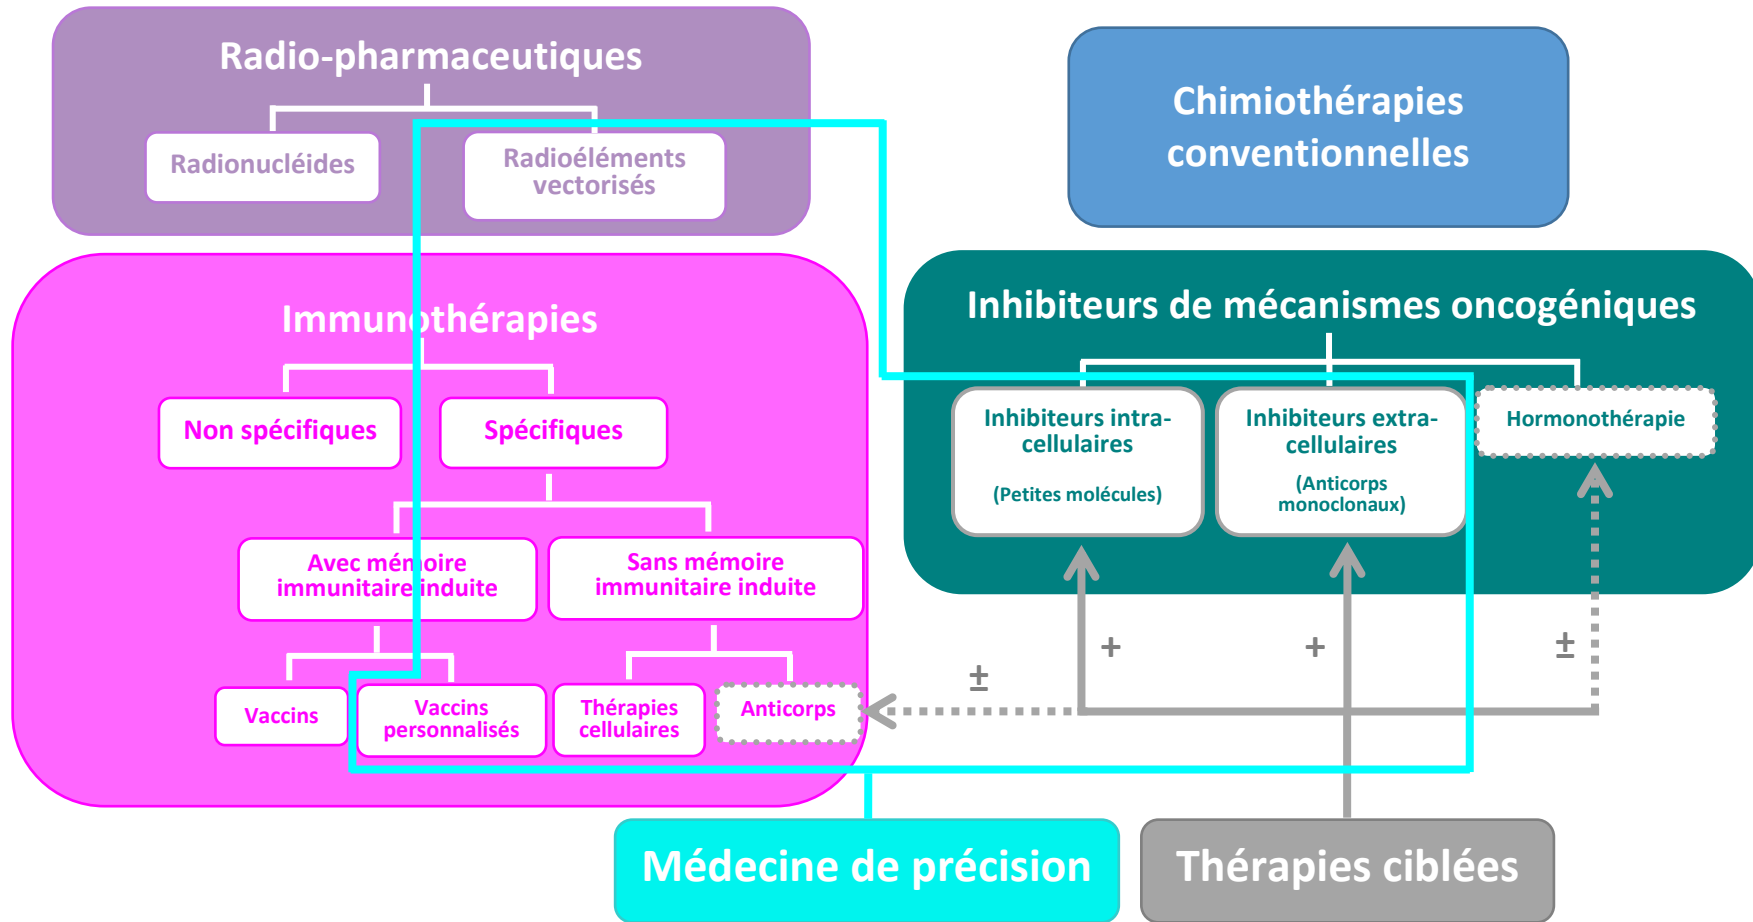 Radio-pharmaceutiques
Radionucléides
Radioéléments
vectorisés
Chimiothérapies
conventionnelles
Immunothérapies
Non spécifiques
Spécifiques
Avec mémoire
immunitaire induite
Sans mémoire
immunitaire induite
Vaccins
Vaccins
personnalisés
Thérapies
cellulaires
Anticorps
Inhibiteurs de mécanismes oncogéniques
Inhibiteurs intra-
cellulaires
(Petites molécules)
Inhibiteurs extra-
cellulaires
(Anticorps
monoclonaux)
Hormonothérapie
±
+
+
±
Médecine de précision
Thérapies ciblées